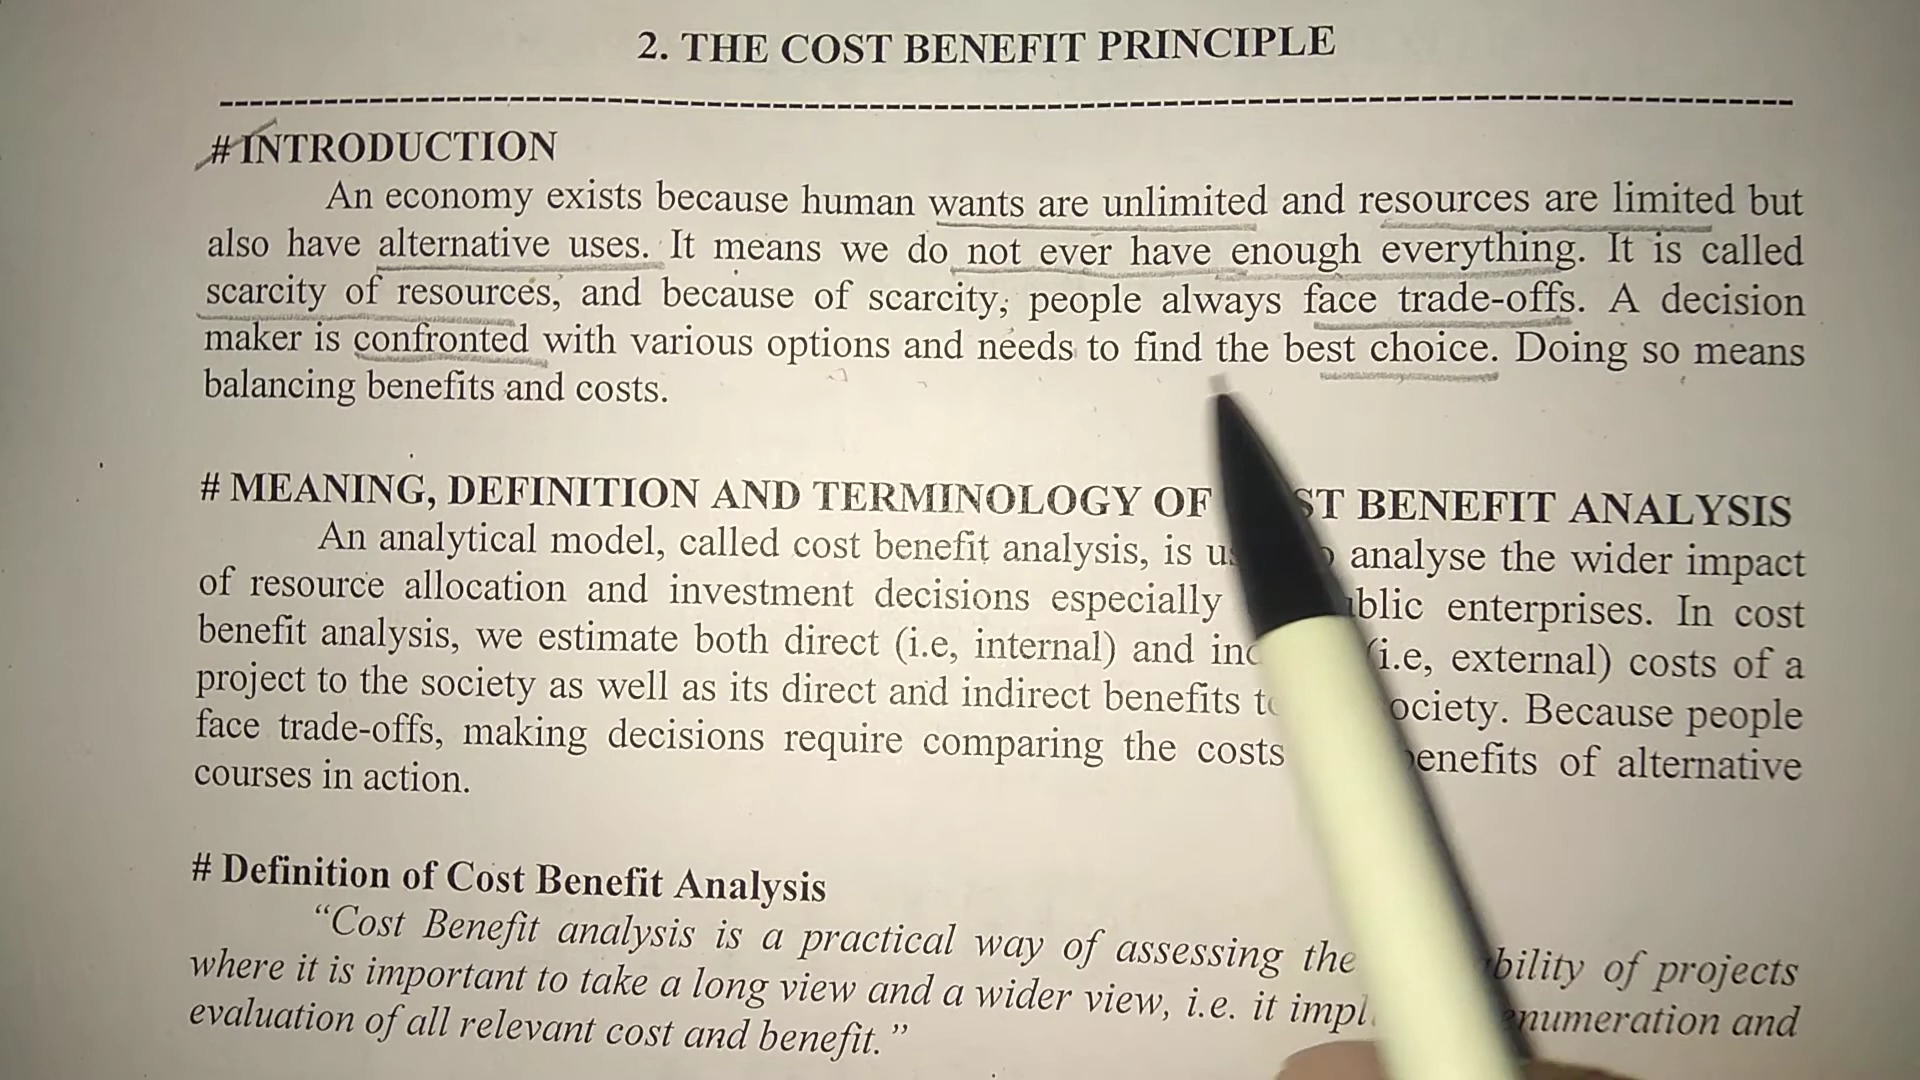 2. THE COST BENEFIT PRINCIPLE
# INTRODUCTION
An economy exists because human wants are unlimited and resources are limited but
also have alternative uses. It means we do not ever have enough everything. It is called
scarcity of resources, and because of scarcity, people always face trade-offs. A decision
maker is confronted with various options and needs to find the best choice. Doing so means
balancing benefits and costs.
# MEANING, DEFINITION AND TERMINOLOGY OF BENEFIT ANALYSIS
An analytical model, called cost benefit analysis, is analyse the wider impact
of resource allocation and investment decisions especially enterprises. In cost
benefit analysis, we estimate both direct (i.e, internal) and (i.e, external) costs of a
project to the society as well as its direct and indirect benefits society. Because people
face trade-offs, making decisions require comparing the costs benefits of alternative
courses in action.
# Definition of Cost Benefit Analysis
“Cost Benefit analysis is a practical way of assessing the of projects
where it is important to take a long view and a wider view, i.e. it enumeration and
evaluation of all relevant cost and benefit.”